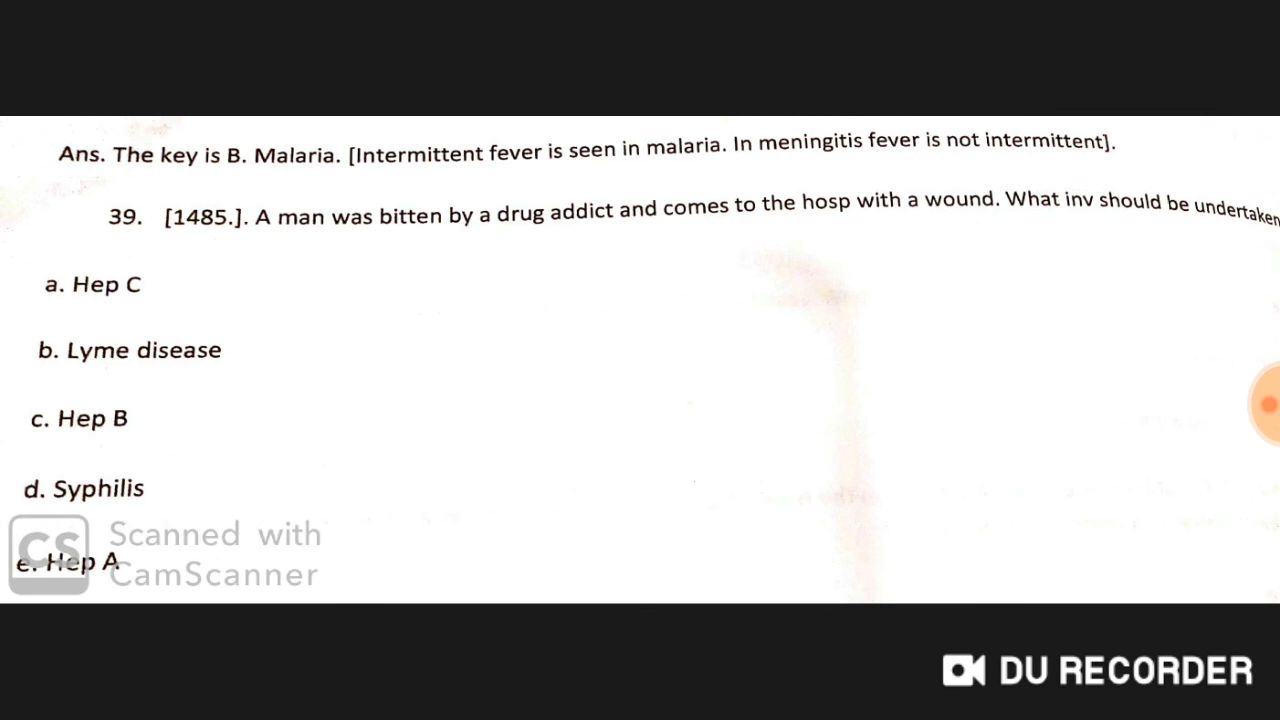 Ans. The key is B. Malaria. [Intermittent fever is seen in malaria. In meningitis fever is not intermittent].
39. [1485.]. A man was bitten by a drug addict and comes to the hosp with a wound. What inv should be undertaken
a. Hep C
b. Lyme disease
c. Hep B
d. Syphilis
e. Hep A
CS Scanned with
CamScanner
DU RECORDER